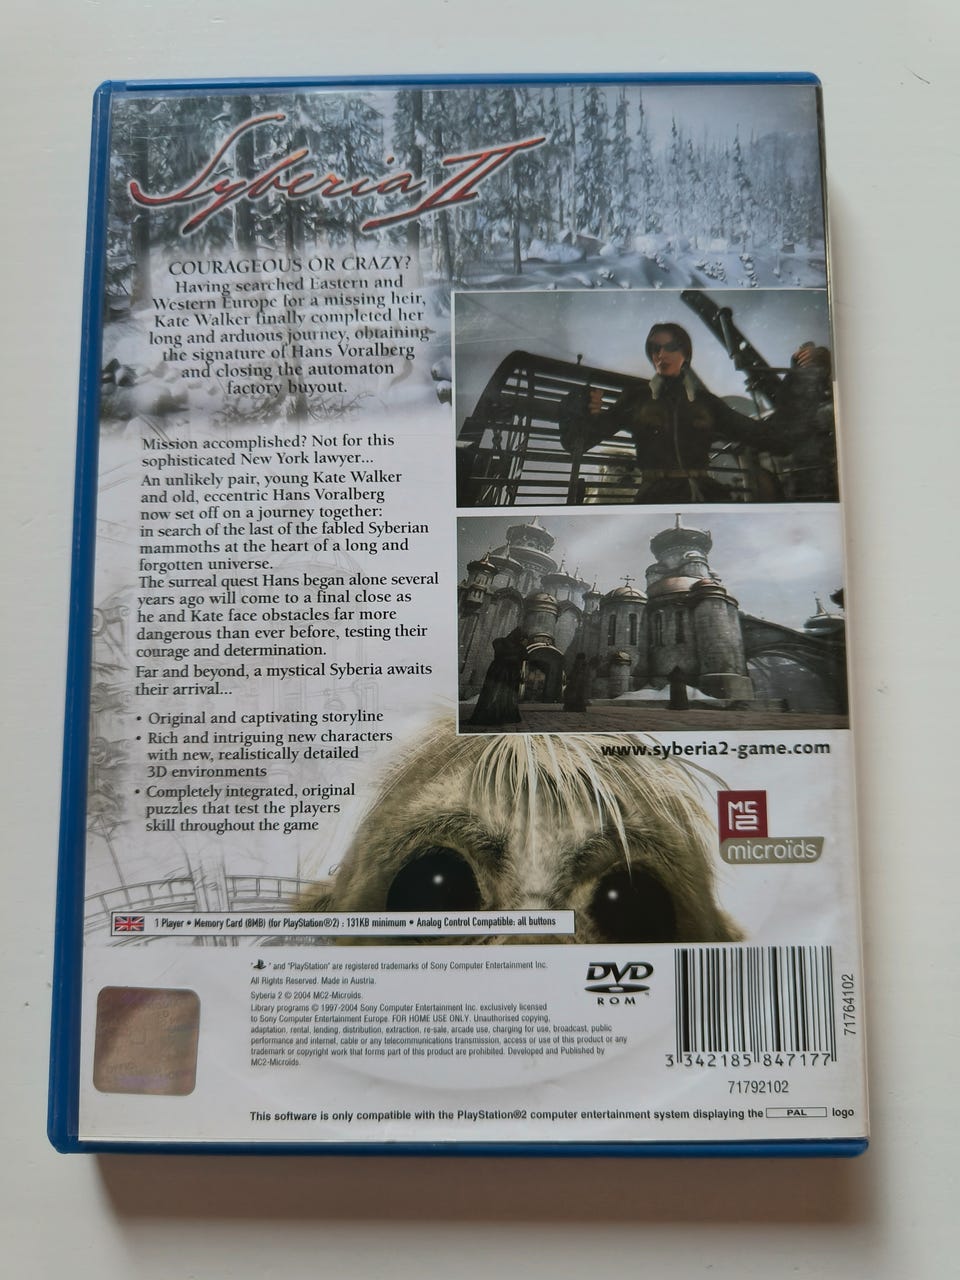 Syberia II
COURAGEOUS OR CRAZY?
Having searched Eastern and
Western Europe for a missing heir,
Kate Walker finally completed her
long and arduous journey, obtaining
the signature of Hans Voralberg
and closing the automaton
factory buyout.
Mission accomplished? Not for this
sophisticated New York lawyer...
An unlikely pair, young Kate Walker
and old, eccentric Hans Voralberg
now set off on a journey together:
in search of the last of the fabled Syberian
mammoths at the heart of a long and
forgotten universe.
The surreal quest Hans began alone several
years ago will come to a final close as
he and Kate face obstacles far more
dangerous than ever before, testing their
courage and determination.
Far and beyond, a mystical Syberia awaits
their arrival...
• Original and captivating storyline
• Rich and intriguing new characters
with new, realistically detailed
3D environments
• Completely integrated, original
puzzles that test the players
skill throughout the game
www.syberia2-game.com
MC2
microïds
1 Player • Memory Card (8MB) (for PlayStation®2) : 131KB minimum • Analog Control Compatible: all buttons
" " and "PlayStation" are registered trademarks of Sony Computer Entertainment Inc.
All Rights Reserved. Made in Austria.
Syberia 2 © 2004 MC2-Microïds.
Library programs © 1997-2004 Sony Computer Entertainment Inc. exclusively licensed
to Sony Computer Entertainment Europe. FOR HOME USE ONLY. Unauthorised copying,
adaptation, rental, lending, distribution, extraction, re-sale, arcade use, charging for use, broadcast, public
performance and internet, cable or any telecommunications transmission, access or use of this product or any
trademark or copyright work that forms part of this product are prohibited. Developed and Published by
MC2-Microïds.
DVD
ROM
3 342185 847177
71764102
71792102
This software is only compatible with the PlayStation®2 computer entertainment system displaying the PAL logo